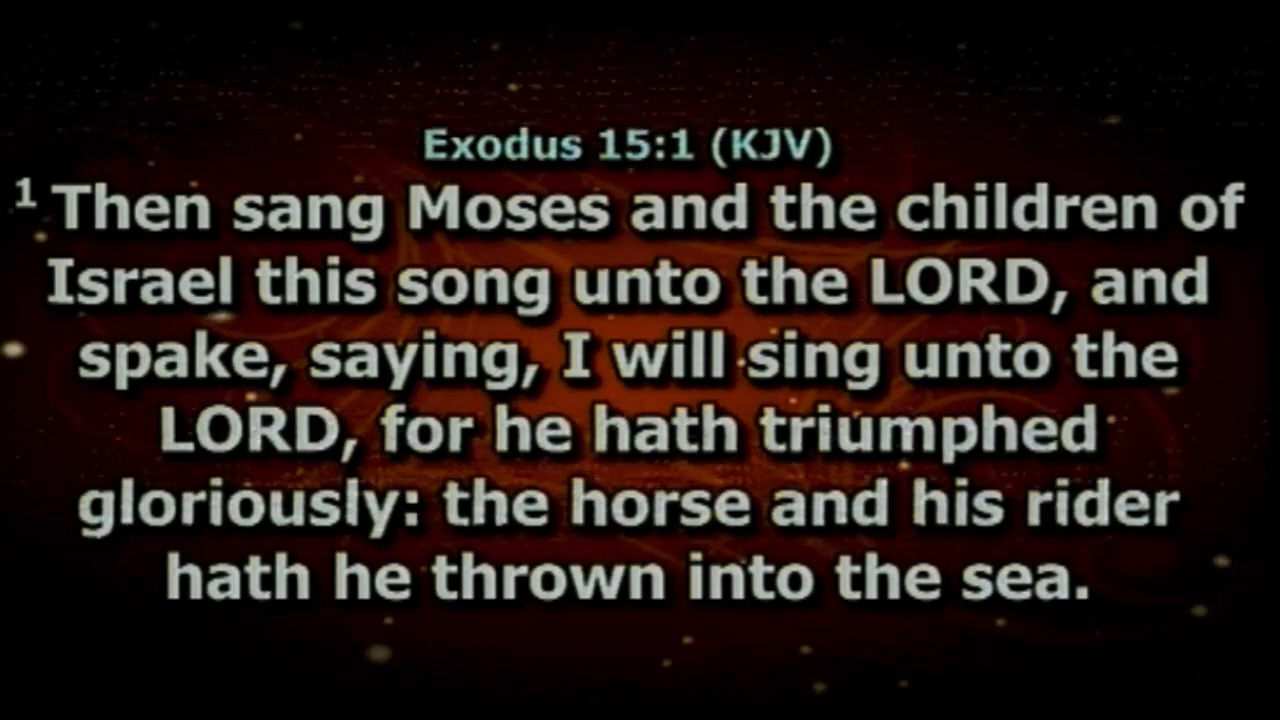 Exodus 15:1 (KJV)
1 Then sang Moses and the children of
Israel this song unto the LORD, and
spake, saying, I will sing unto the
LORD, for he hath triumphed
gloriously: the horse and his rider
hath he thrown into the sea.